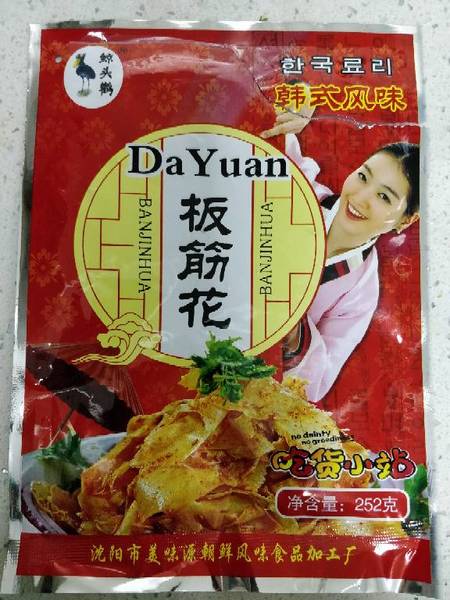 鲸头鹳
한국료리
韩式风味
DaYuan
BANJINHUA
板筋花
BANJINHUA
no dainty
no greediness
吃货小站
净含量：252克
沈阳市美味源朝鲜风味食品加工厂